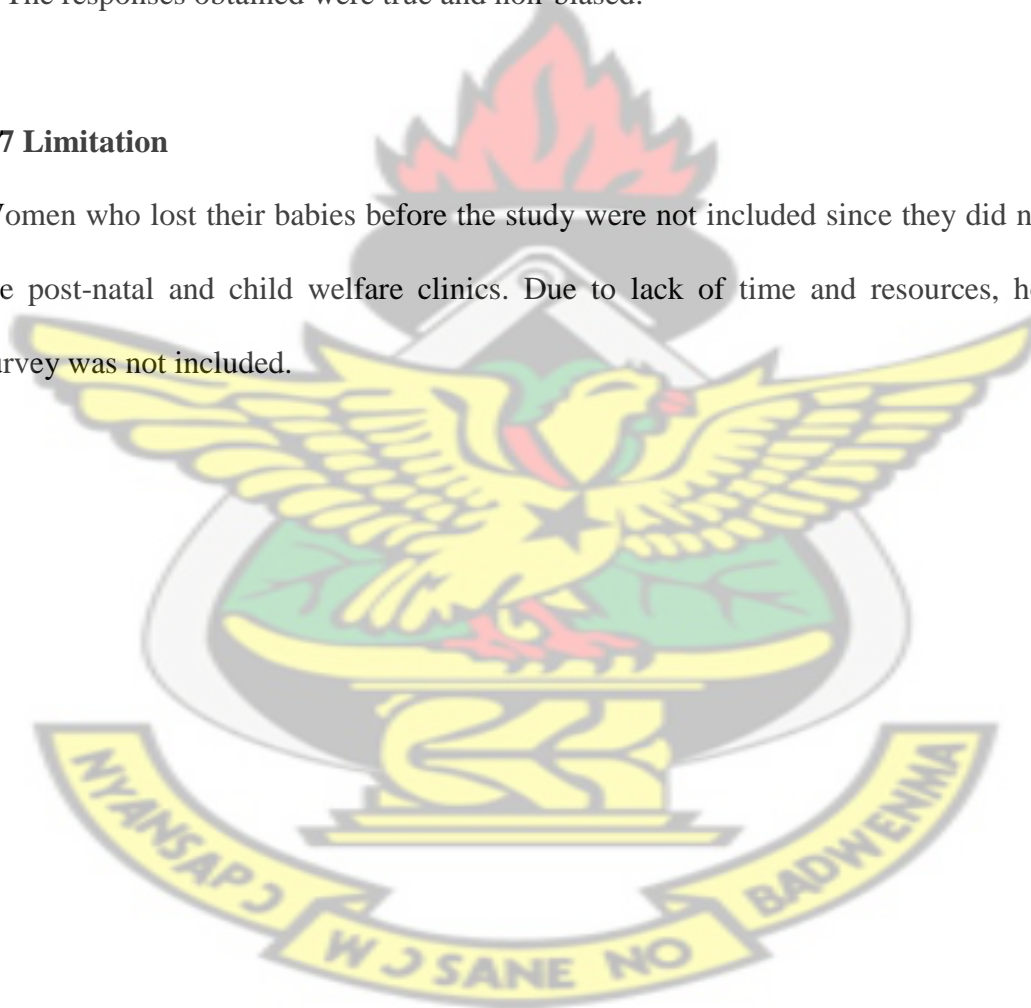 The responses obtained were true and non-biased.
7 Limitation
omen who lost their babies before the study were not included since they did n
e post-natal and child welfare clinics. Due to lack of time and resources, h
rvey was not included.
NYANSAPƆ
WƆSANE NO
BADWENMA